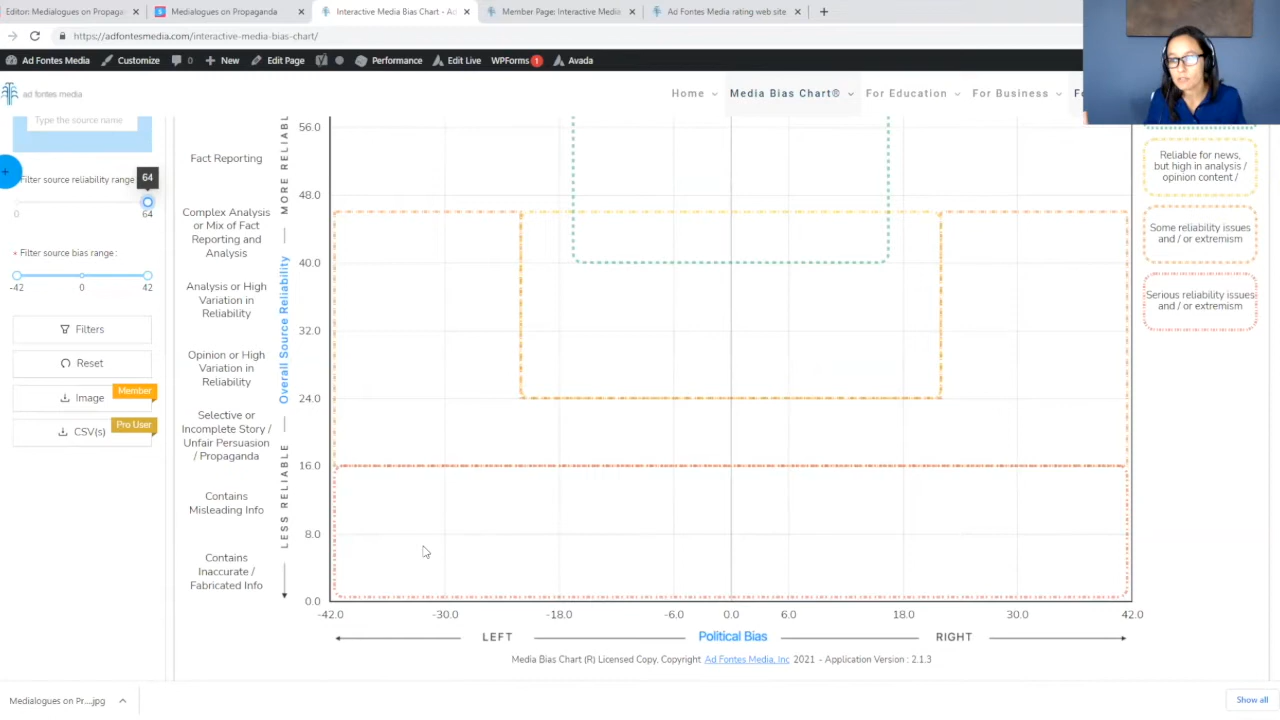 Editor: Medialogues on Propaga
Medialogues on Propaganda
Interactive Media Bias Chart - Ad
Member Page: Interactive Media
Ad Fontes Media rating web site
https://adfontesmedia.com/interactive-media-bias-chart/
Ad Fontes Media
Customize
0
New
Edit Page
Performance
Edit Live
WPForms 1
Avada
ad fontes media
Home
Media Bias Chart®
For Education
For Business
Type the source name
Filter source reliability range
64
0
64
* Filter source bias range :
-42
0
42
Filters
Reset
Image
Member
CSV(s)
Pro User
Fact Reporting
Complex Analysis
or Mix of Fact
Reporting and
Analysis
Analysis or High
Variation in
Reliability
Opinion or High
Variation in
Reliability
Selective or
Incomplete Story /
Unfair Persuasion
/ Propaganda
Contains
Misleading Info
Contains
Inaccurate /
Fabricated Info
MORE RELIABLE
Overall Source Reliability
LESS RELIABLE
56.0
48.0
40.0
32.0
24.0
16.0
8.0
0.0
-42.0
-30.0
-18.0
-6.0
0.0
6.0
18.0
30.0
42.0
LEFT
Political Bias
RIGHT
Media Bias Chart (R) Licensed Copy, Copyright Ad Fontes Media, Inc 2021 - Application Version : 2.1.3
Reliable for news,
but high in analysis /
opinion content /
Some reliability issues
and / or extremism
Serious reliability issues
and / or extremism
Medialogues on Pr....jpg
Show all